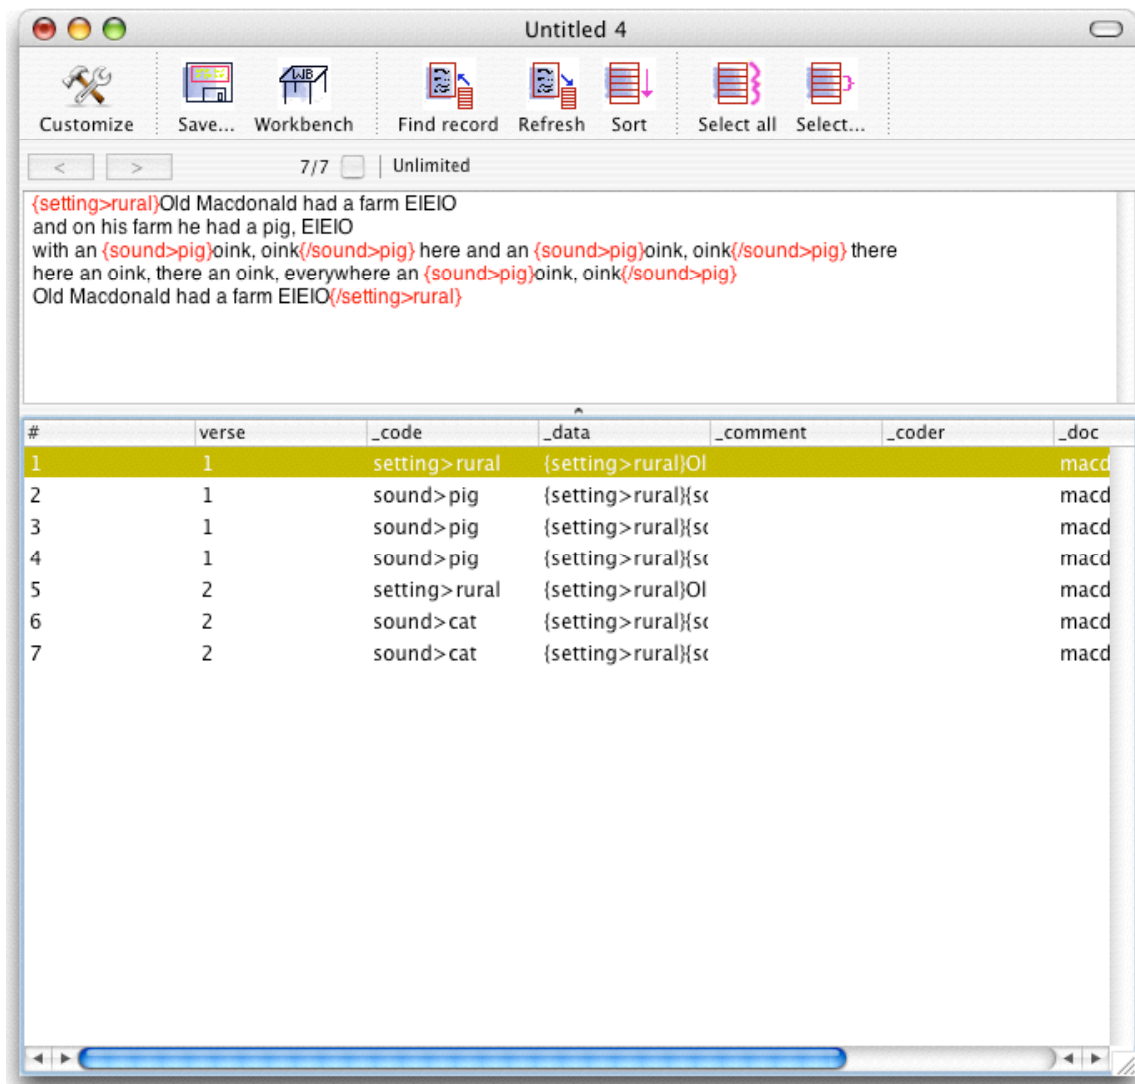 Untitled 4
WB
Customize Save... Workbench Find record Refresh Sort Select all Select...
< > 7/7 Unlimited
{setting>rural}Old Macdonald had a farm EIEIO
and on his farm he had a pig, EIEIO
with an {sound>pig}oink, oink{/sound>pig} here and an {sound>pig}oink, oink{/sound>pig} there
here an oink, there an oink, everywhere an {sound>pig}oink, oink{/sound>pig}
Old Macdonald had a farm EIEIO{/setting>rural}
# verse _code _data _comment _coder _doc
1 1 setting>rural {setting>rural}Ol macd
2 1 sound>pig {setting>rural}{so macd
3 1 sound>pig {setting>rural}{so macd
4 1 sound>pig {setting>rural}{so macd
5 2 setting>rural {setting>rural}Ol macd
6 2 sound>cat {setting>rural}{so macd
7 2 sound>cat {setting>rural}{so macd